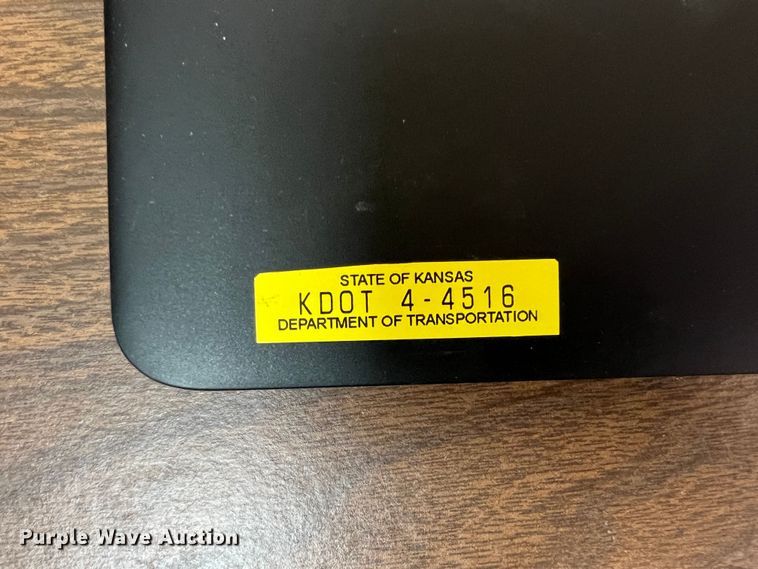 STATE OF KANSAS
KDOT 4-4516
DEPARTMENT OF TRANSPORTATION
Purple Wave Auction